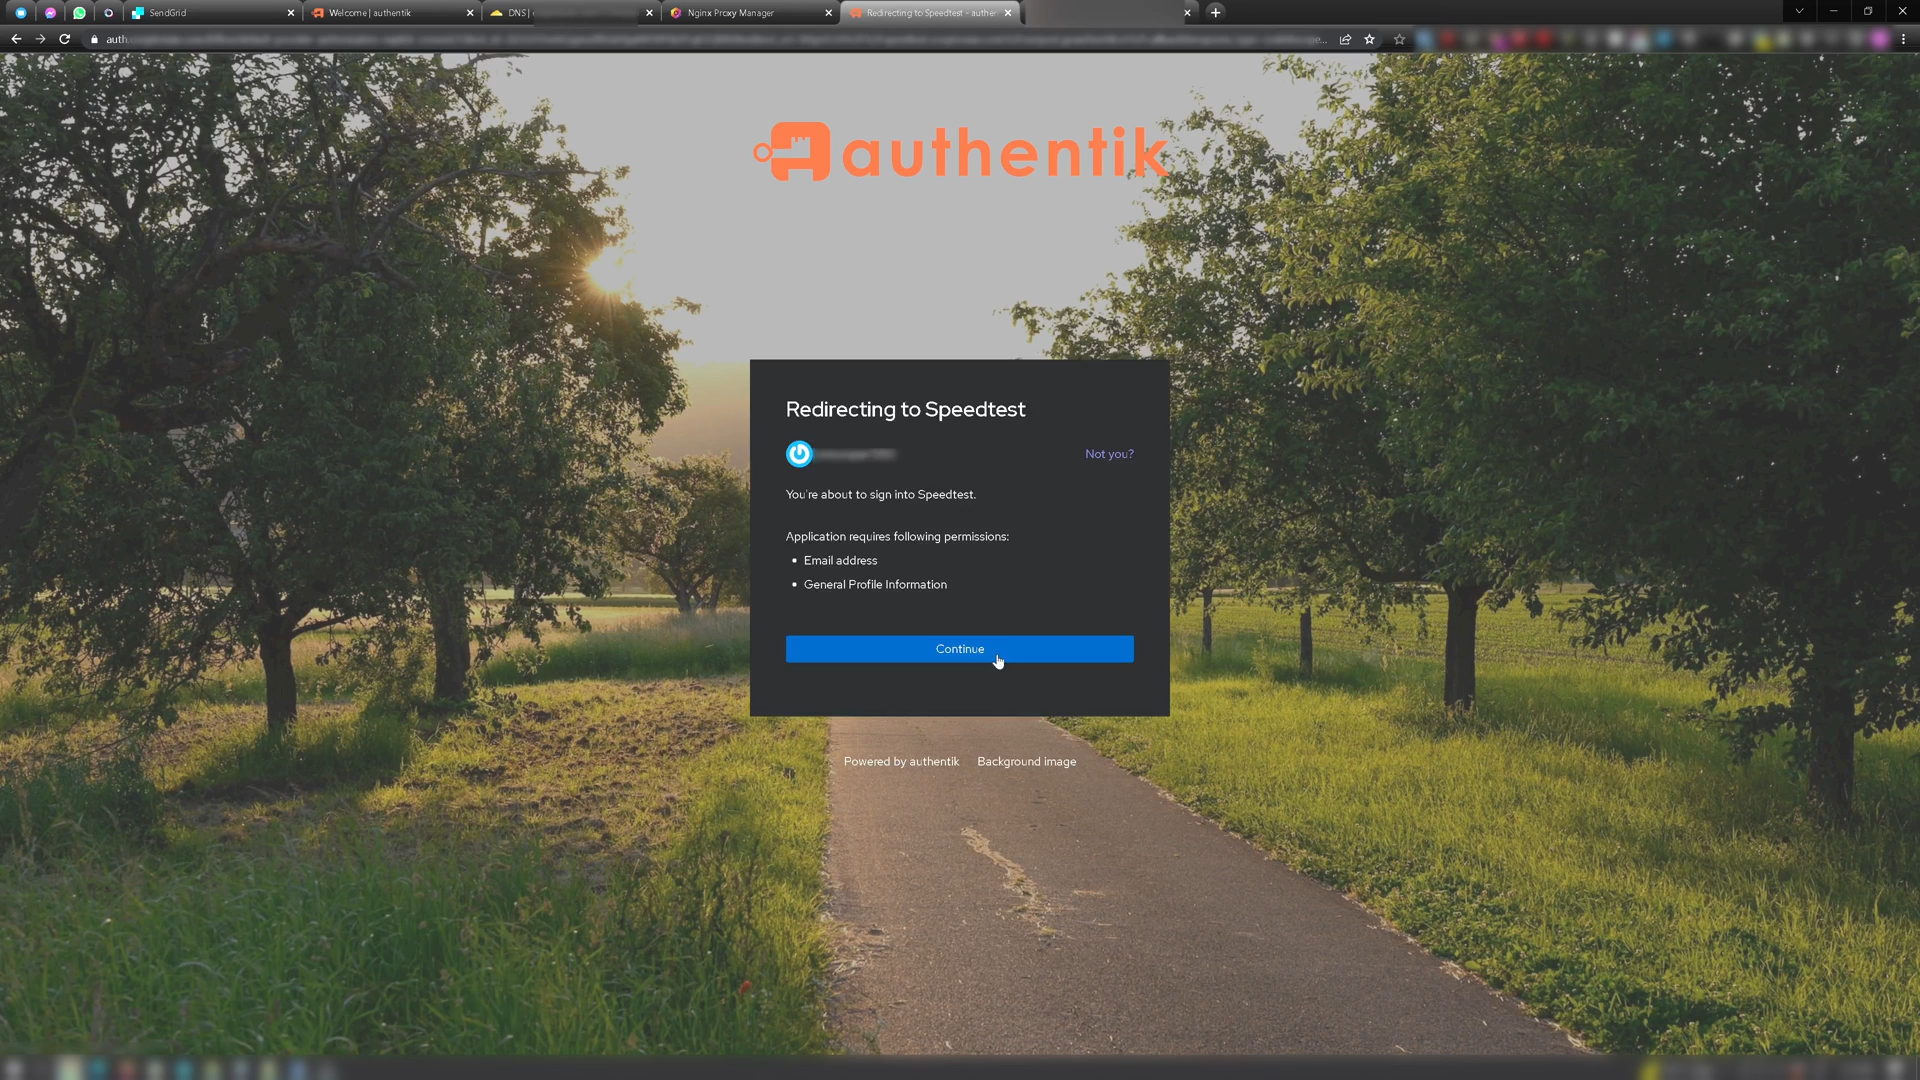 SendGrid
Welcome | authentik
DNS |
Nginx Proxy Manager
Redirecting to Speedtest - authen
auth.
authentik
Redirecting to Speedtest
Not you?
You're about to sign into Speedtest.
Application requires following permissions:
Email address
General Profile Information
Continue
Powered by authentik
Background image